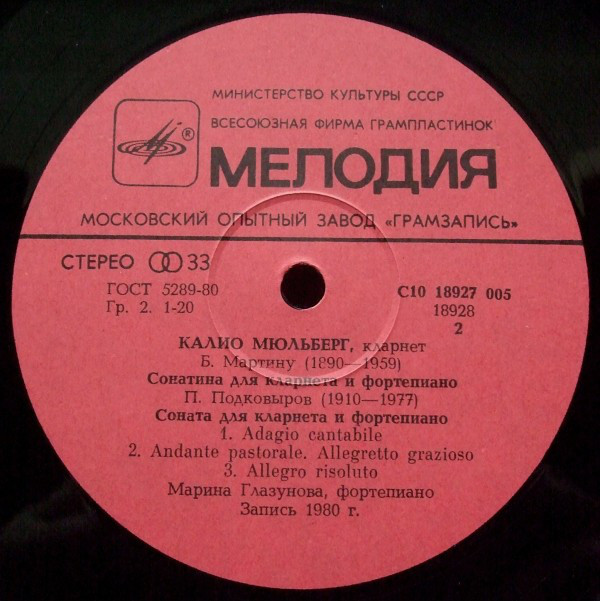 МИНИСТЕРСТВО КУЛЬТУРЫ СССР
ВСЕСОЮЗНАЯ ФИРМА ГРАМПЛАСТИНОК
®
МЕЛОДИЯ
МОСКОВСКИЙ ОПЫТНЫЙ ЗАВОД «ГРАМЗАПИСЬ»
СТЕРЕО 33
ГОСТ 5289-80
Гр. 2. 1-20
С10 18927 005
18928
2
КАЛИО МЮЛЬБЕРГ, кларнет
Б. Мартину (1890—1959)
Сонатина для кларнета и фортепиано
П. Подковыров (1910—1977)
Соната для кларнета и фортепиано
1. Adagio cantabile
2. Andante pastorale. Allegretto grazioso
3. Allegro risoluto
Марина Глазунова, фортепиано
Запись 1980 г.